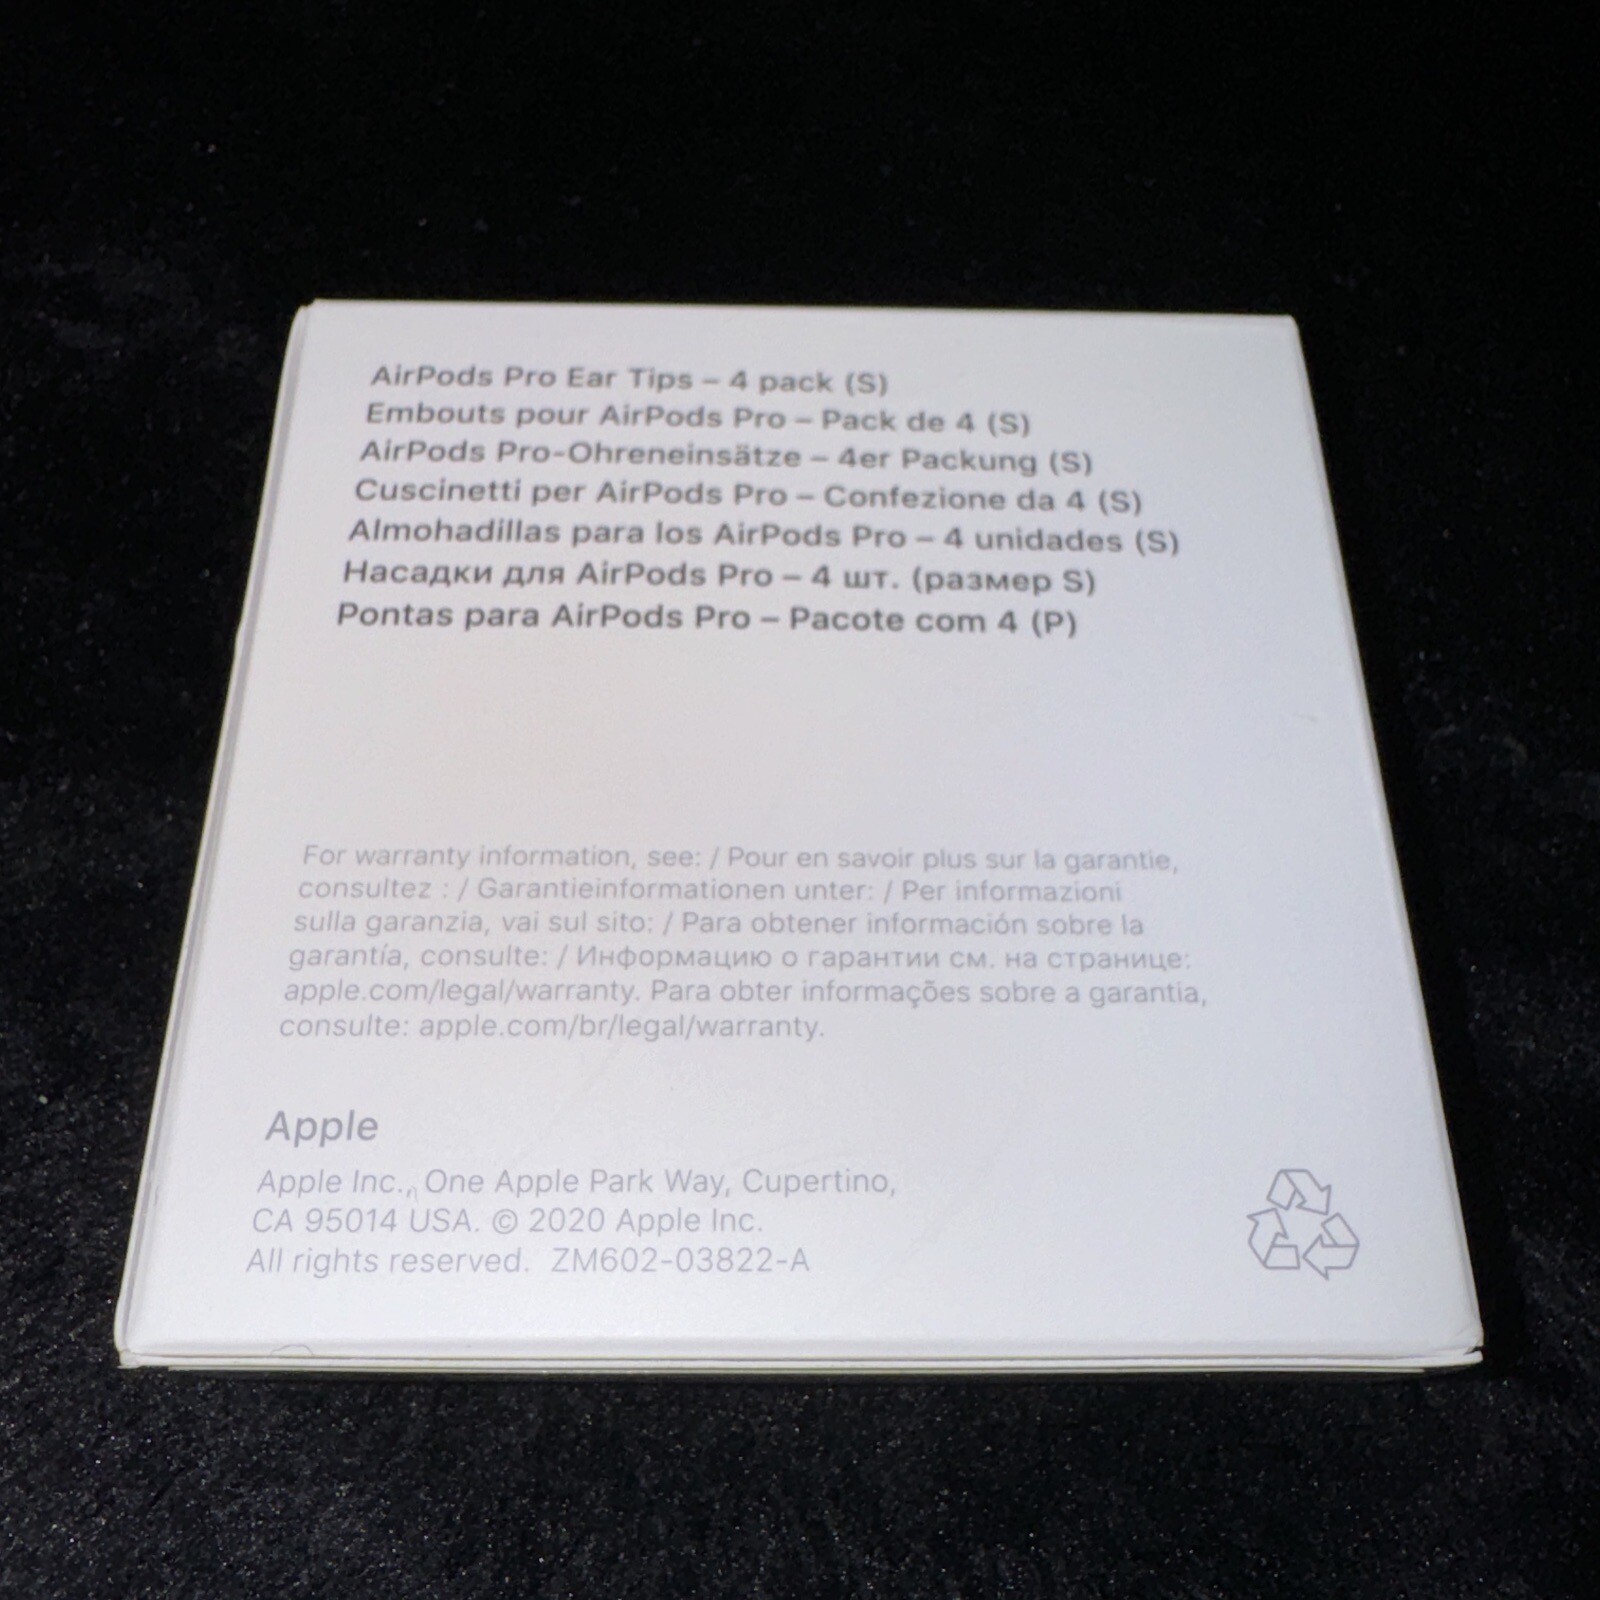 AirPods Pro Ear Tips – 4 pack (S)
Embouts pour AirPods Pro – Pack de 4 (S)
AirPods Pro-Ohreneinsätze – 4er Packung (S)
Cuscinetti per AirPods Pro – Confezione da 4 (S)
Almohadillas para los AirPods Pro – 4 unidades (S)
Насадки для AirPods Pro – 4 шт. (размер S)
Pontas para AirPods Pro – Pacote com 4 (P)
For warranty information, see: / Pour en savoir plus sur la garantie,
consultez : / Garantieinformationen unter: / Per informazioni
sulla garanzia, vai sul sito: / Para obtener información sobre la
garantía, consulte: / Информацию о гарантии см. на странице:
apple.com/legal/warranty. Para obter informações sobre a garantia,
consulte: apple.com/br/legal/warranty.
Apple
Apple Inc., One Apple Park Way, Cupertino,
CA 95014 USA. © 2020 Apple Inc.
All rights reserved. ZM602-03822-A